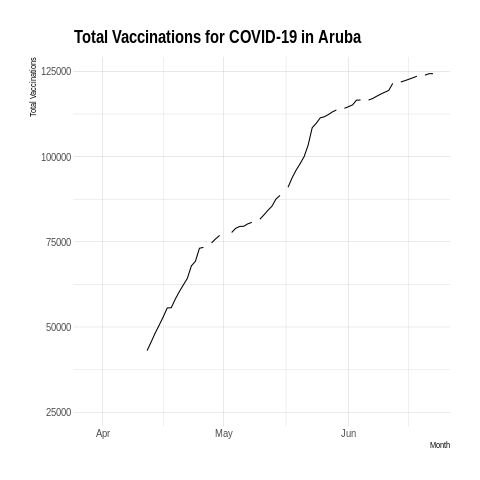 Total Vaccinations for COVID-19 in Aruba
Total Vaccinations
125000
100000
75000
50000
25000
Apr May Jun
Month